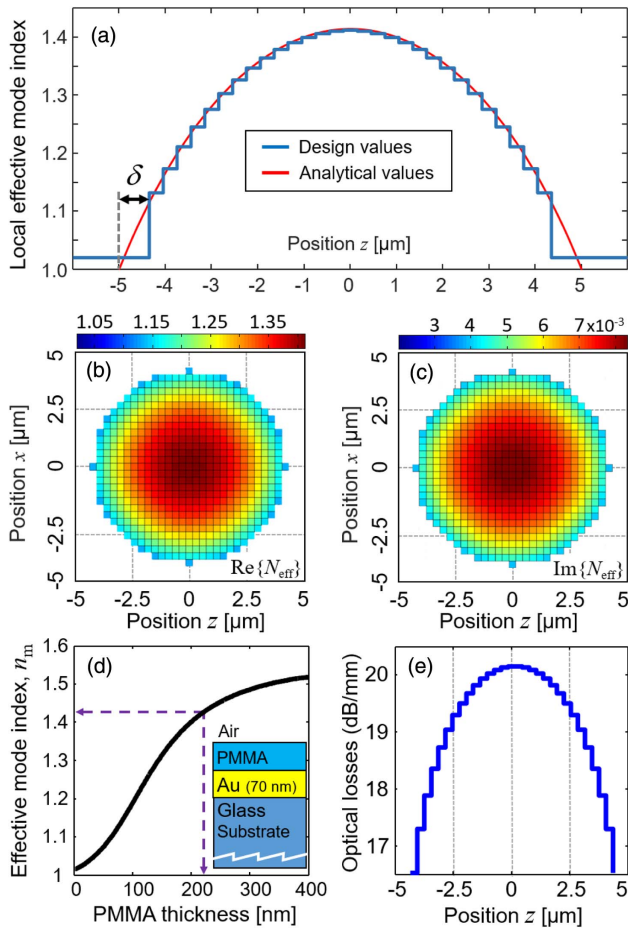 (a)
Local effective mode index
1.4
1.3
1.2
1.1
1.0
δ
Design values
Analytical values
Position z [µm]
-5 -4 -3 -2 -1 0 1 2 3 4 5
1.05 1.15 1.25 1.35
(b)
Position x [µm]
5
2.5
0
-2.5
-5
Re{Neff}
-5 -2.5 0 2.5 5
Position z [µm]
3 4 5 6 7x10-3
(c)
Position x [µm]
5
2.5
0
-2.5
-5
Im{Neff}
-5 -2.5 0 2.5 5
Position z [µm]
(d)
Effective mode index, nm
1.6
1.5
1.4
1.3
1.2
1.1
1
Air
PMMA
Au (70 nm)
Glass
Substrate
0 100 200 300 400
PMMA thickness [nm]
(e)
Optical losses (dB/mm)
20
19
18
17
-5 -2.5 0 2.5 5
Position z [µm]